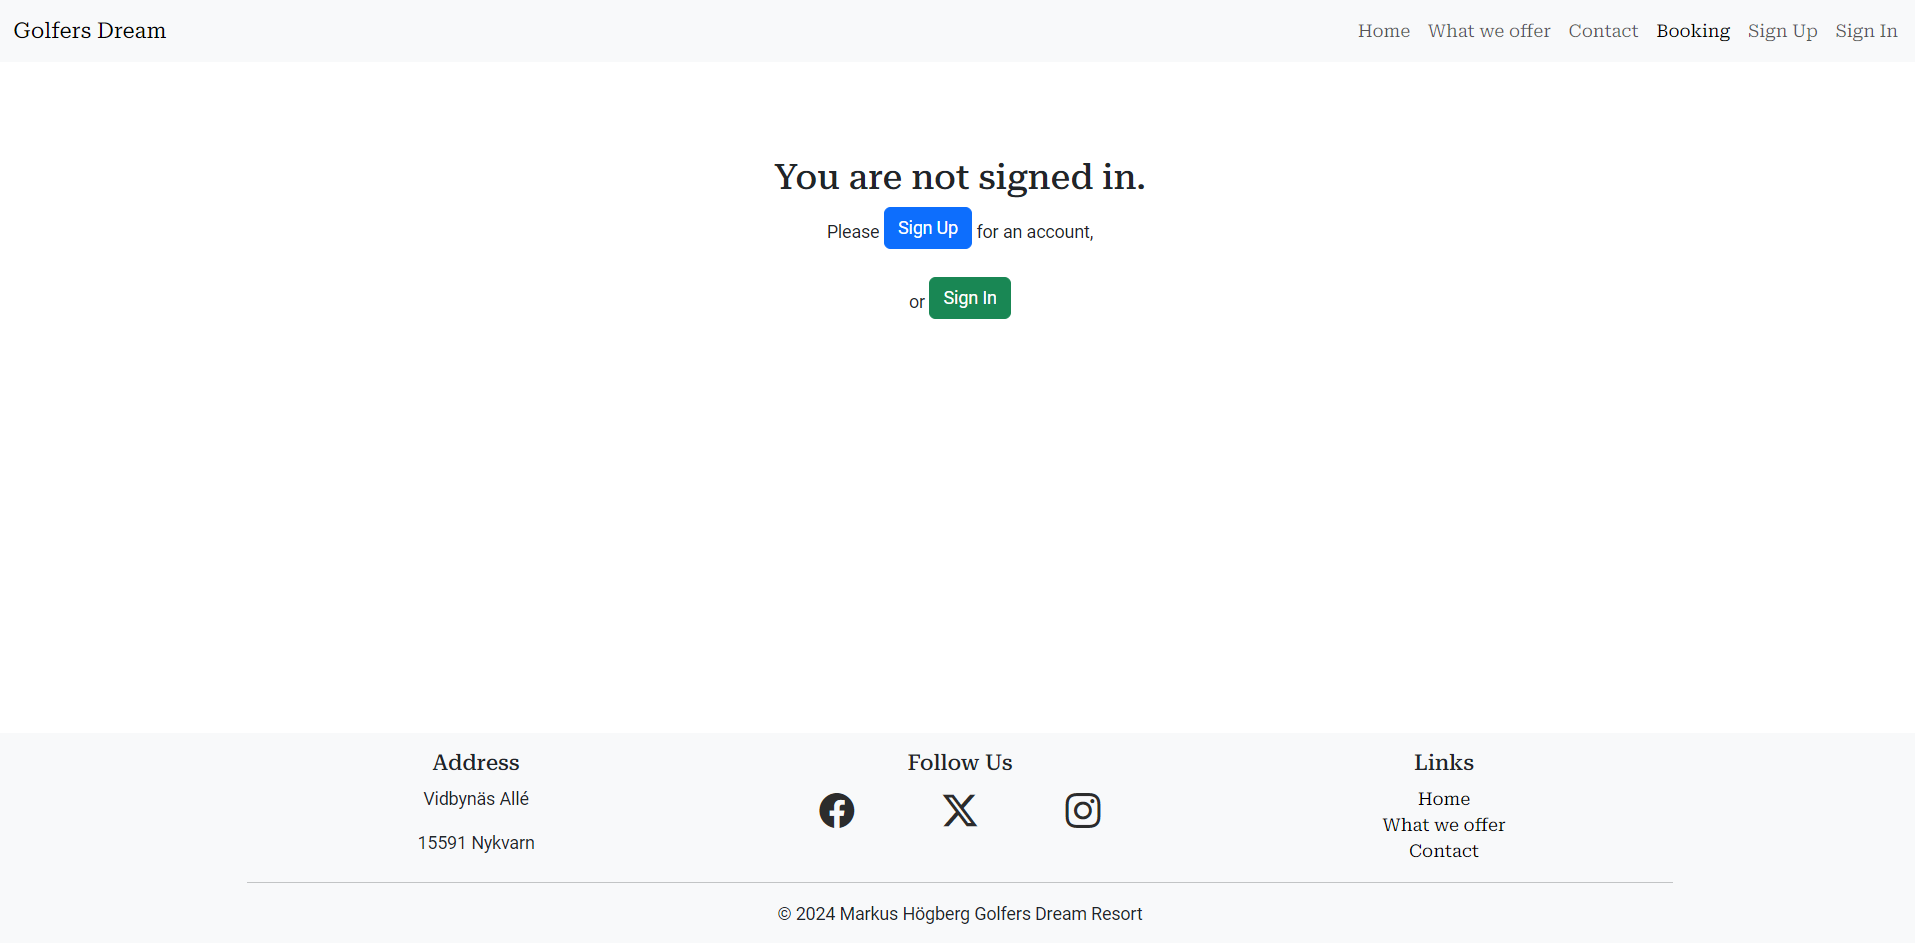 Golfers Dream Home What we offer Contact Booking Sign Up Sign In
You are not signed in.
Please Sign Up for an account,
or Sign In
Address
Vidbynäs Allé
15591 Nykvarn
Follow Us
Links
Home
What we offer
Contact
© 2024 Markus Högberg Golfers Dream Resort